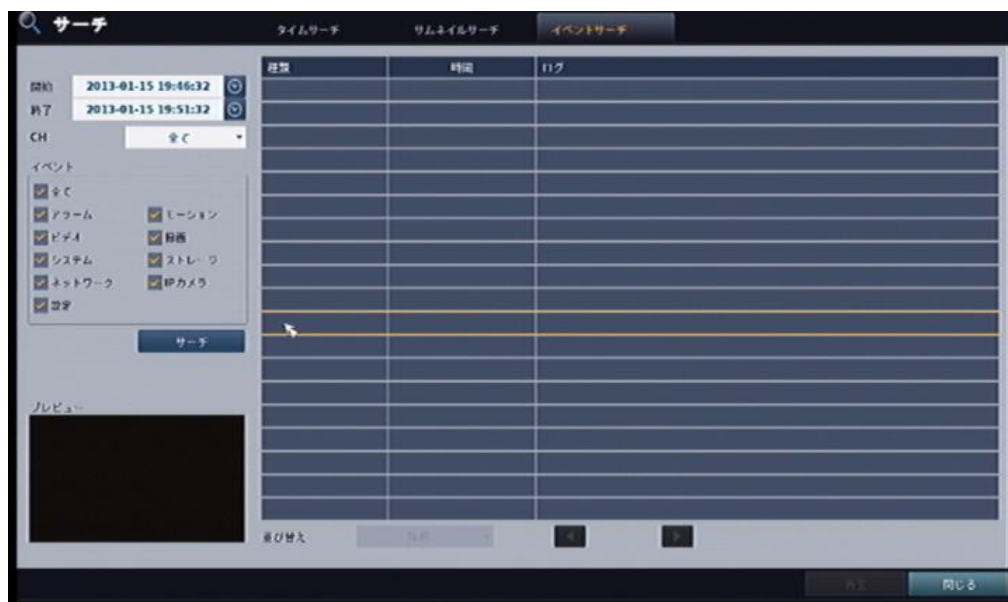 サーチ
タイムサーチ サムネイルサーチ イベントサーチ
種類 時間 ログ
開始 2013-01-15 19:46:32
終了 2013-01-15 19:51:32
CH 全て
イベント
全て
アラーム モーション
ビデオ 録画
システム ストレージ
ネットワーク IPカメラ
設定
サーチ
プレビュー
並び替え
再生 閉じる